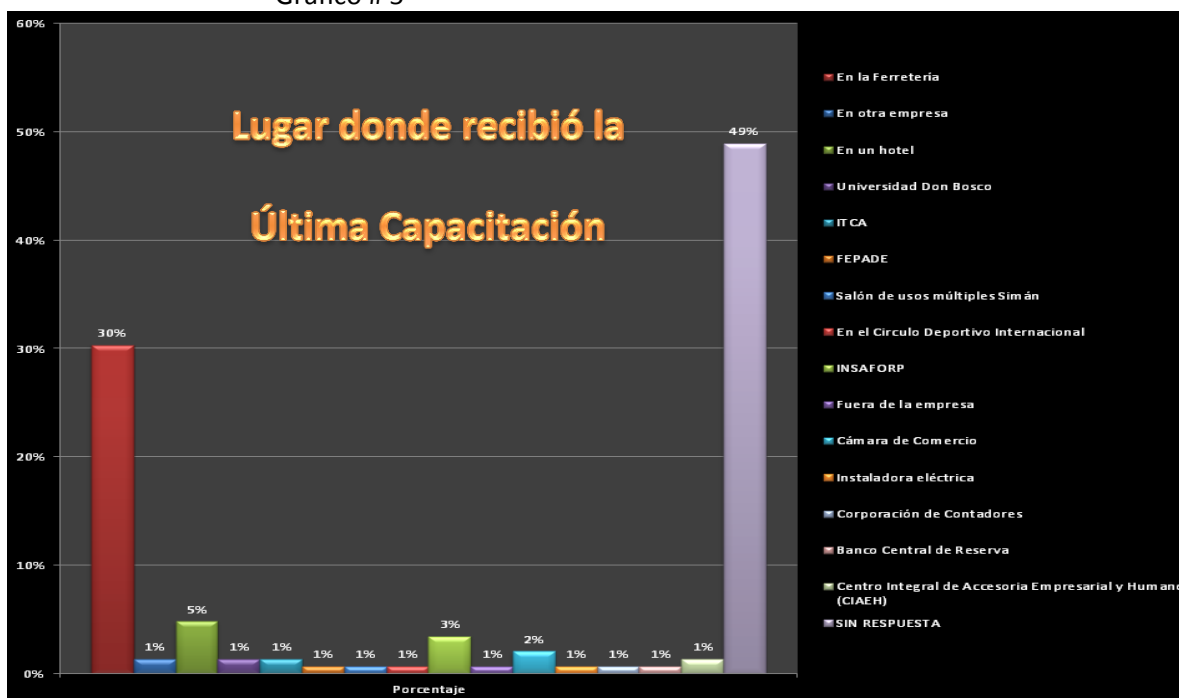 60%
50%
40%
30%
20%
10%
0%
Lugar donde recibió la
Última Capacitación
30%
1%
5%
1%
1%
1%
1%
1%
3%
1%
2%
1%
1%
1%
1%
49%
Porcentaje
En la Ferretería
En otra empresa
En un hotel
Universidad Don Bosco
ITCA
FEPADE
Salón de usos múltiples Simán
En el Circulo Deportivo Internacional
INSAFORP
Fuera de la empresa
Cámara de Comercio
Instaladora eléctrica
Corporación de Contadores
Banco Central de Reserva
Centro Integral de Accesoria Empresarial y Humano
(CIAEH)
SIN RESPUESTA